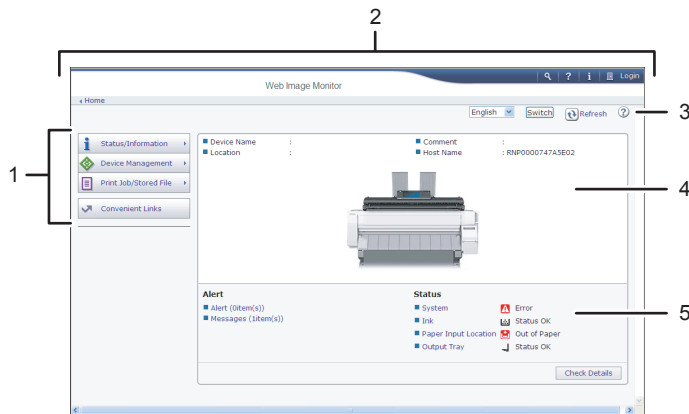 2
Web Image Monitor
? i Login
Home
English Switch Refresh ?
3
1
Status/Information
Device Management
Print Job/Stored File
Convenient Links
Device Name :
Location :
Comment :
Host Name : RNP0000747A5E02
4
Alert
Alert (0item(s))
Messages (1item(s))
Status
System Error
Ink Status OK
Paper Input Location Out of Paper
Output Tray Status OK
5
Check Details